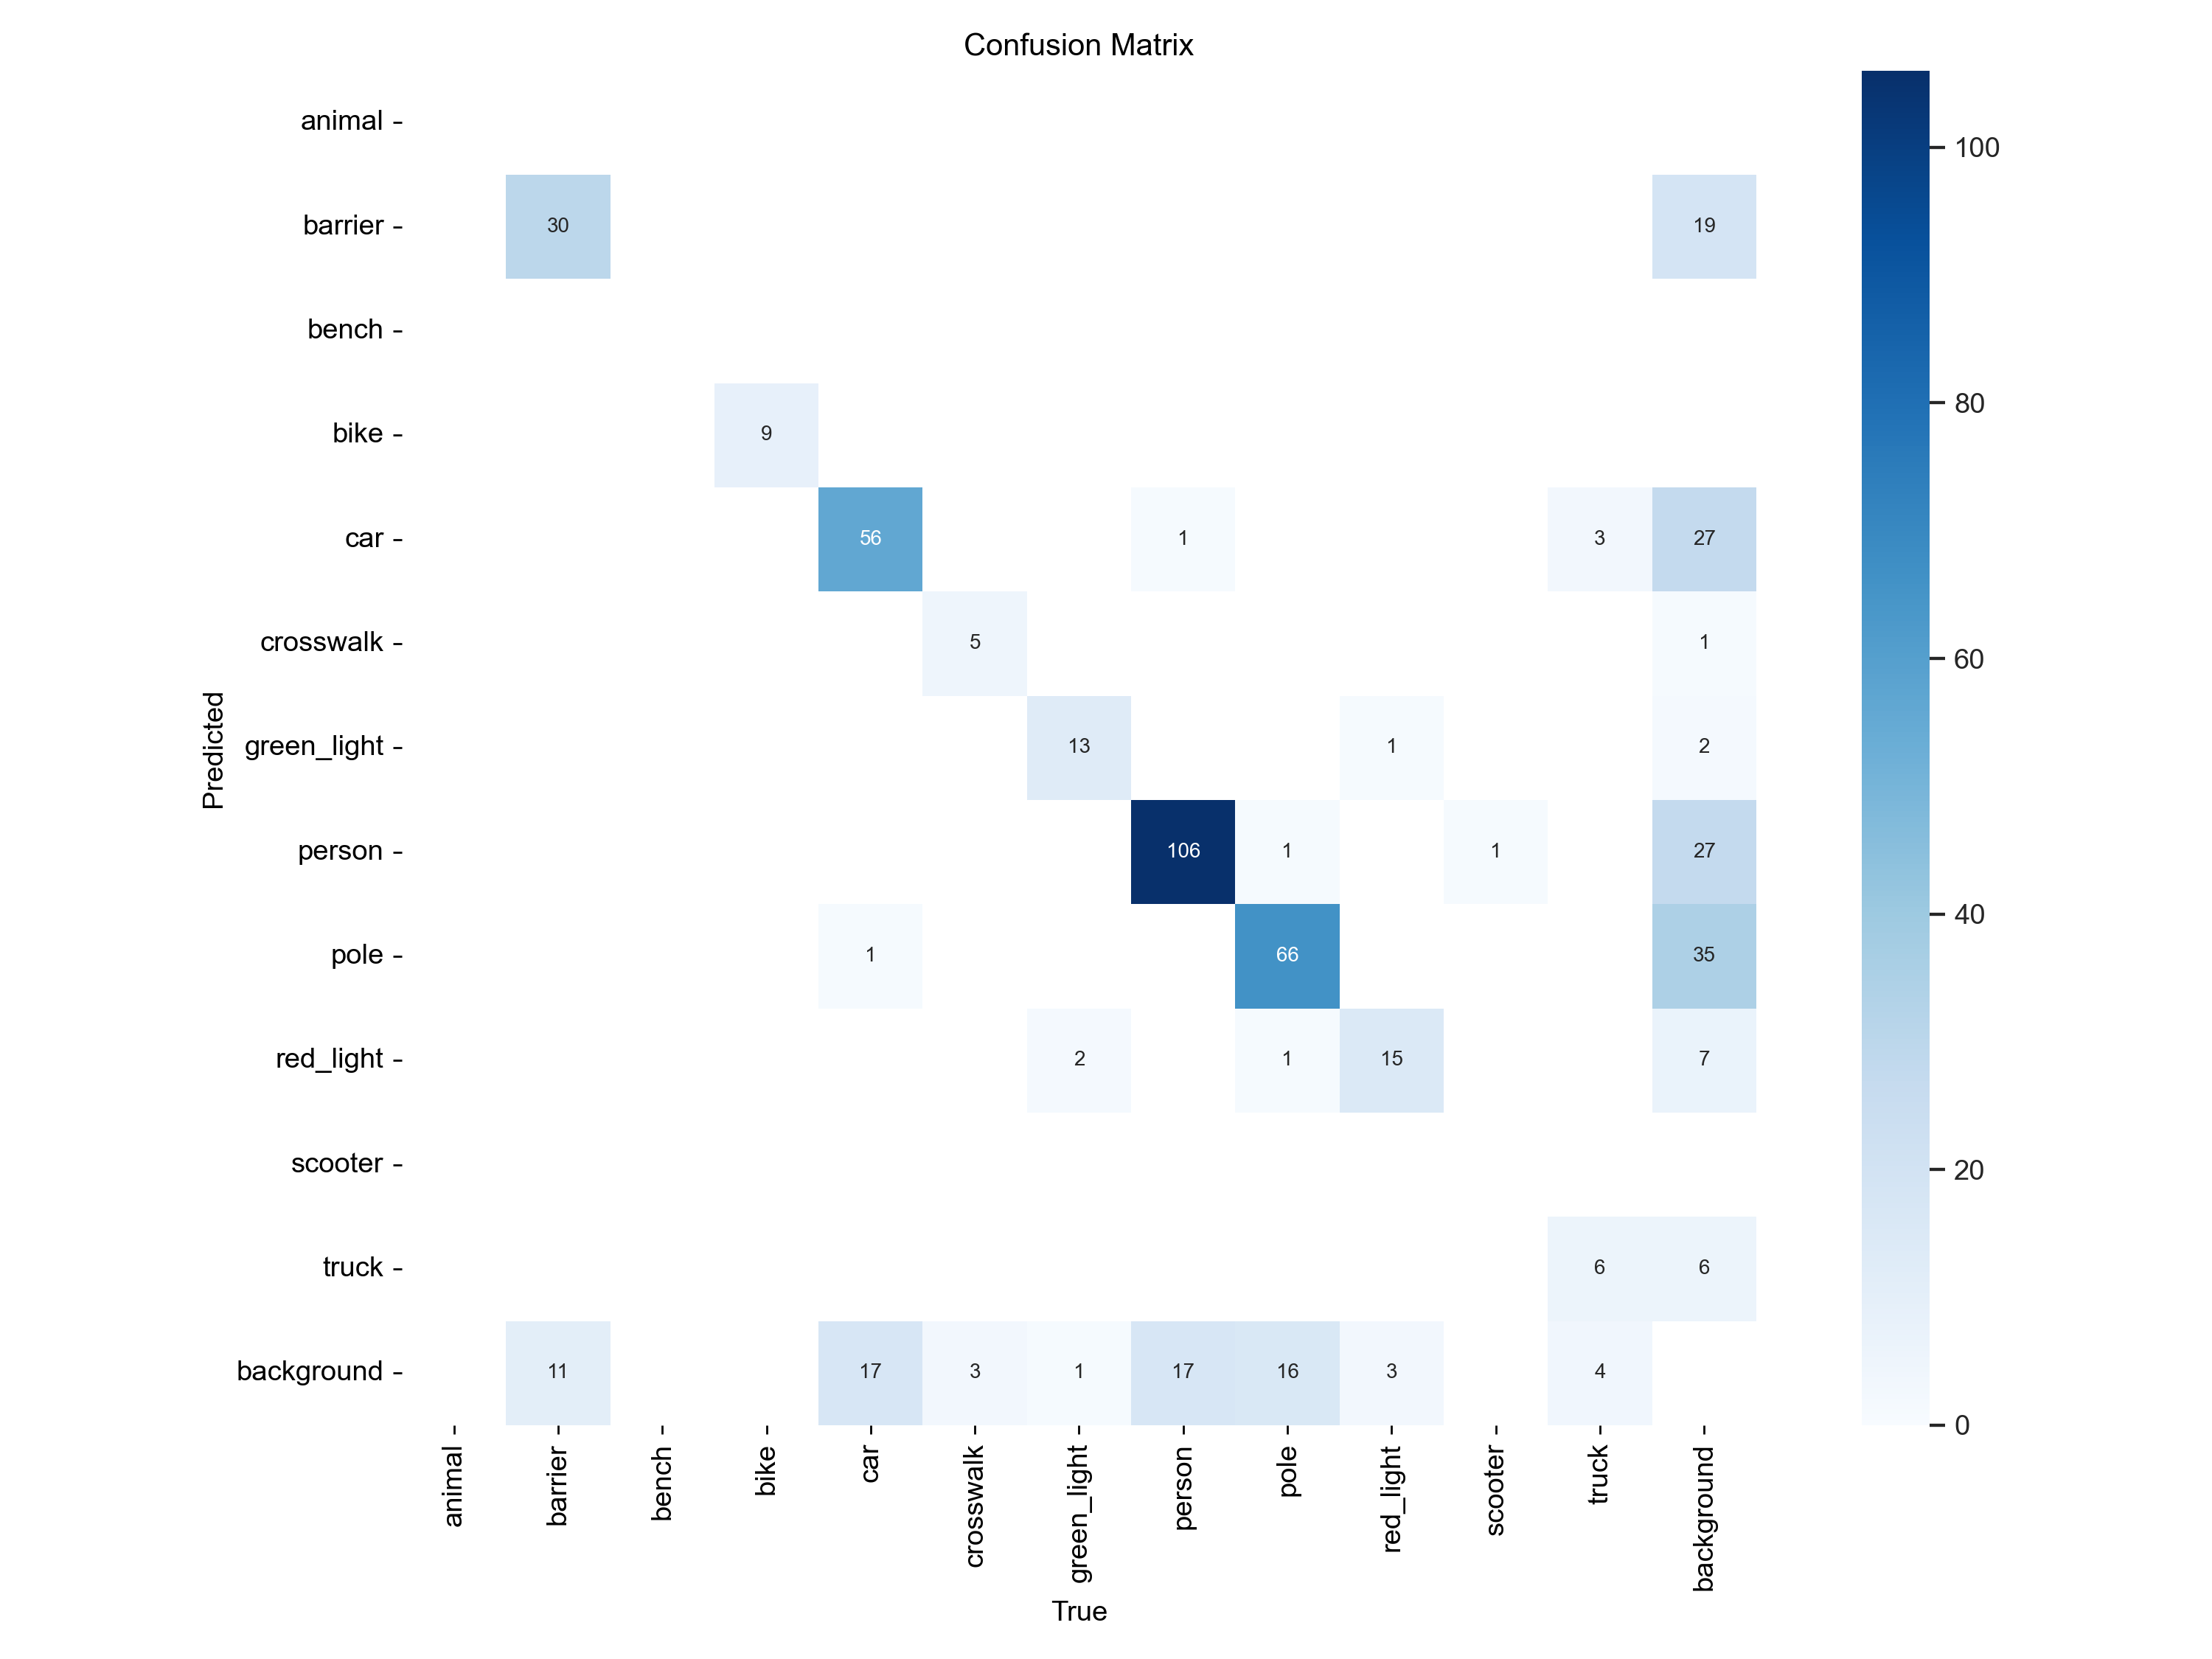 Confusion Matrix
animal
barrier 30 19
bench
bike 9
car 56 1 3 27
crosswalk 5 1
green_light 13 1 2
person 106 1 1 27
pole 1 66 35
red_light 2 1 15 7
scooter
truck 6 6
background 11 17 3 1 17 16 3 4
Predicted
animal
barrier
bench
bike
car
crosswalk
green_light
person
pole
red_light
scooter
truck
background
True
100
80
60
40
20
0